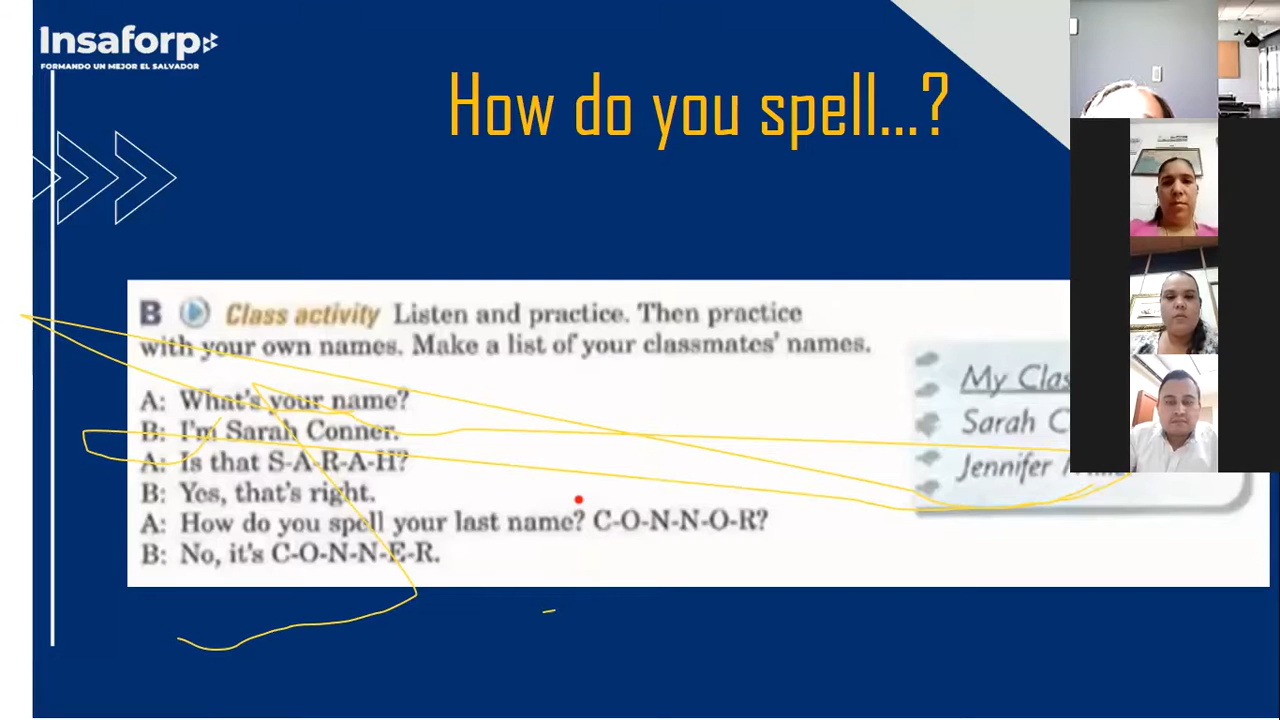 Insaforp
FORMANDO UN MEJOR EL SALVADOR
How do you spell...?
B Class activity Listen and practice. Then practice
with your own names. Make a list of your classmates' names.
A: What's your name?
B: I'm Sarah Conner.
A: Is that S-A-R-A-H?
B: Yes, that's right.
A: How do you spell your last name? C-O-N-N-O-R?
B: No, it's C-O-N-N-E-R.
My
Sarah
Jennifer